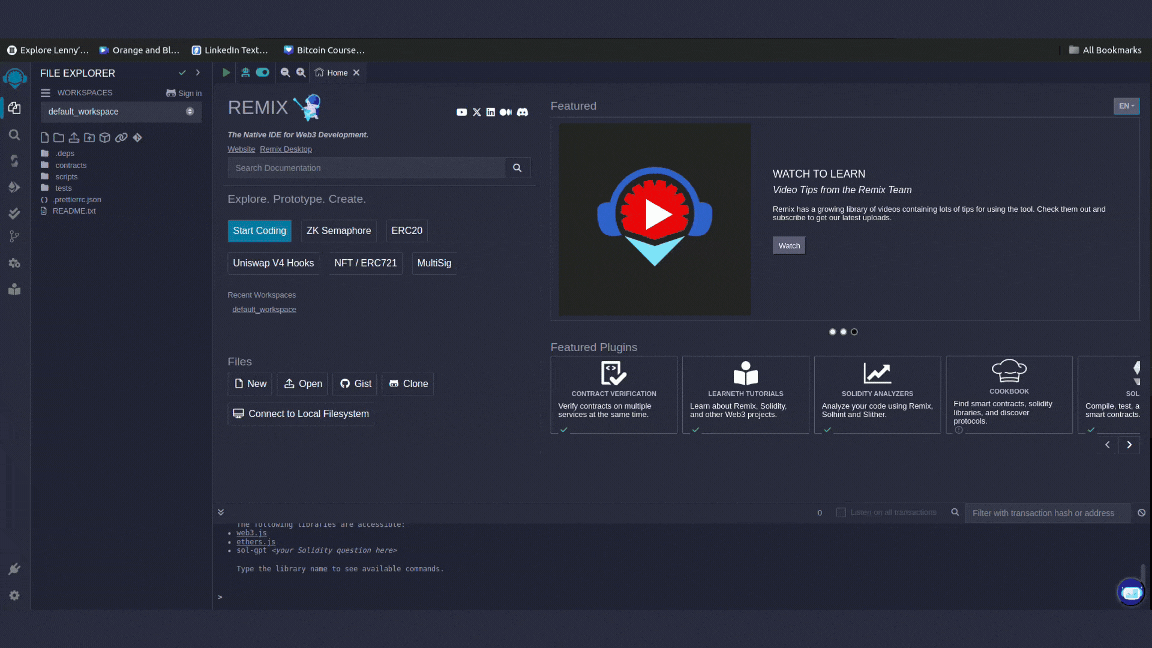 Explore Lenny'... Orange and Bl... LinkedIn Text... Bitcoin Course... All Bookmarks
FILE EXPLORER
WORKSPACES Sign in
default_workspace
.deps
contracts
scripts
tests
.prettierrc.json
README.txt
Home
REMIX
The Native IDE for Web3 Development.
Website Remix Desktop
Search Documentation
Explore. Prototype. Create.
Start Coding ZK Semaphore ERC20
Uniswap V4 Hooks NFT / ERC721 MultiSig
Recent Workspaces
default_workspace
Files
New Open Gist Clone
Connect to Local Filesystem
Featured
EN
WATCH TO LEARN
Video Tips from the Remix Team
Remix has a growing library of videos containing lots of tips for using the tool. Check them out and
subscribe to get our latest uploads.
Watch
Featured Plugins
CONTRACT VERIFICATION
Verify contracts on multiple
services at the same time.
LEARNETH TUTORIALS
Learn about Remix, Solidity,
and other Web3 projects.
SOLIDITY ANALYZERS
Analyze your code using Remix,
Solhint and Slither.
COOKBOOK
Find smart contracts, solidity
libraries, and discover
protocols.
SOL
Compile, test, a
smart contracts.
0 Listen on all transactions Filter with transaction hash or address
The following libraries are accessible:
• web3.js
• ethers.js
• sol-gpt <your Solidity question here>
Type the library name to see available commands.
>